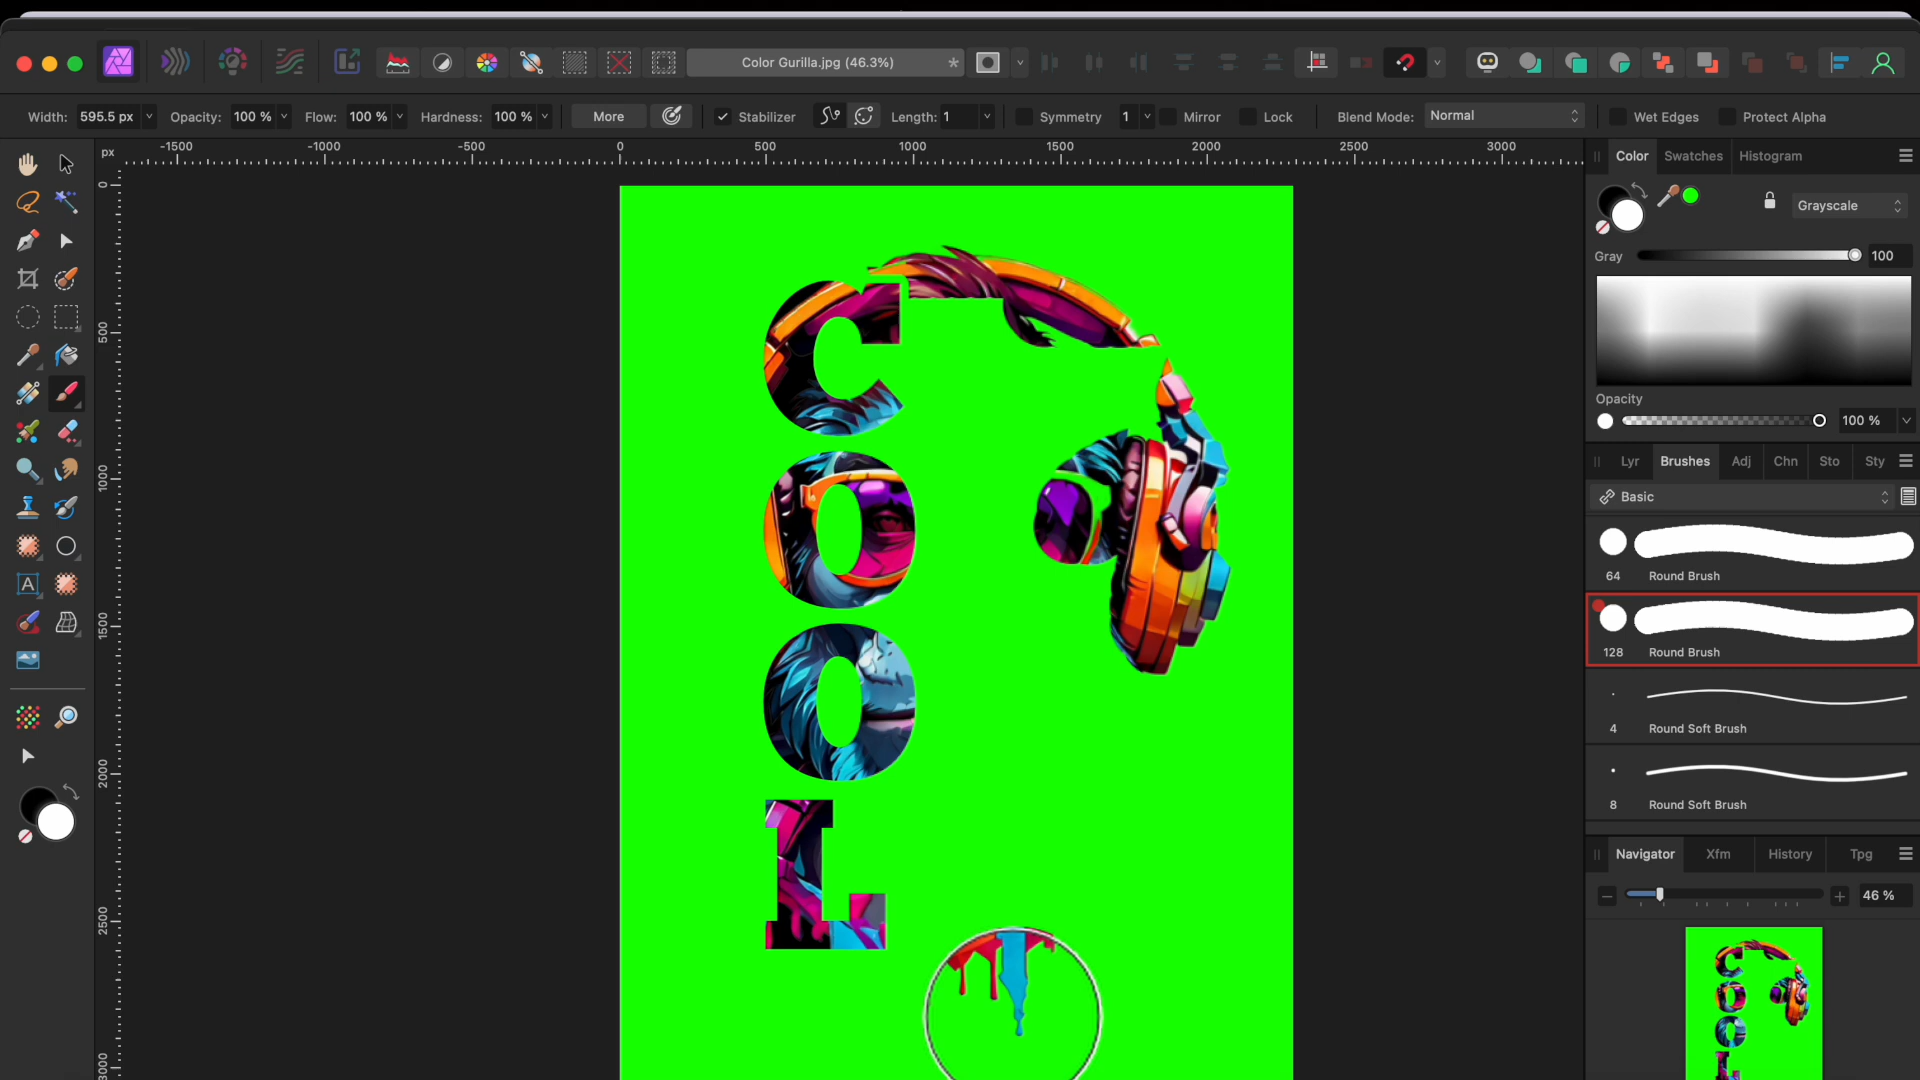 Color Gurilla.jpg (46.3%) *
Width: 595.5 px Opacity: 100 % Flow: 100 % Hardness: 100 % More Stabilizer Length: 1 Symmetry 1 Mirror Lock Blend Mode: Normal Wet Edges Protect Alpha
px -1500 -1000 -500 0 500 1000 1500 2000 2500 3000
0
500
1000
1500
2000
2500
3000
A
C
O
O
L
Color Swatches Histogram
Grayscale
Gray 100
Opacity
100 %
Lyr Brushes Adj Chn Sto Sty
Basic
64 Round Brush
128 Round Brush
4 Round Soft Brush
8 Round Soft Brush
Navigator Xfm History Tpg
46 %
C
O
O
L